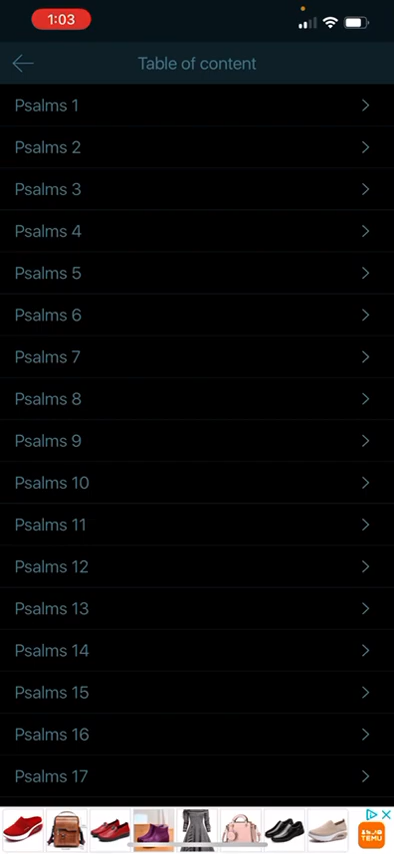 1:03
Table of content
Psalms 1
Psalms 2
Psalms 3
Psalms 4
Psalms 5
Psalms 6
Psalms 7
Psalms 8
Psalms 9
Psalms 10
Psalms 11
Psalms 12
Psalms 13
Psalms 14
Psalms 15
Psalms 16
Psalms 17
TEMU